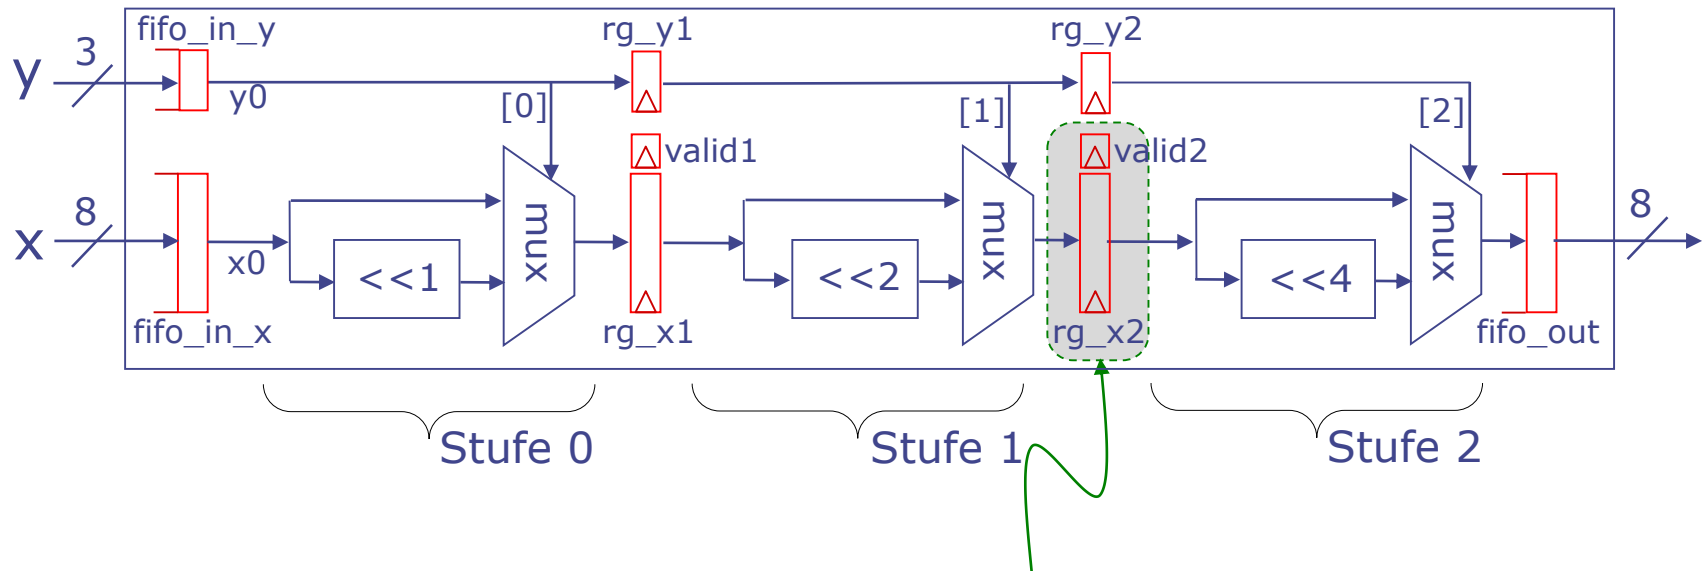 fifo_in_y
rg_y1
rg_y2
y
3
y0
[0]
[1]
[2]
valid1
valid2
x
8
x0
<<1
mux
<<2
mux
<<4
mux
8
fifo_in_x
rg_x1
rg_x2
fifo_out
Stufe 0
Stufe 1
Stufe 2